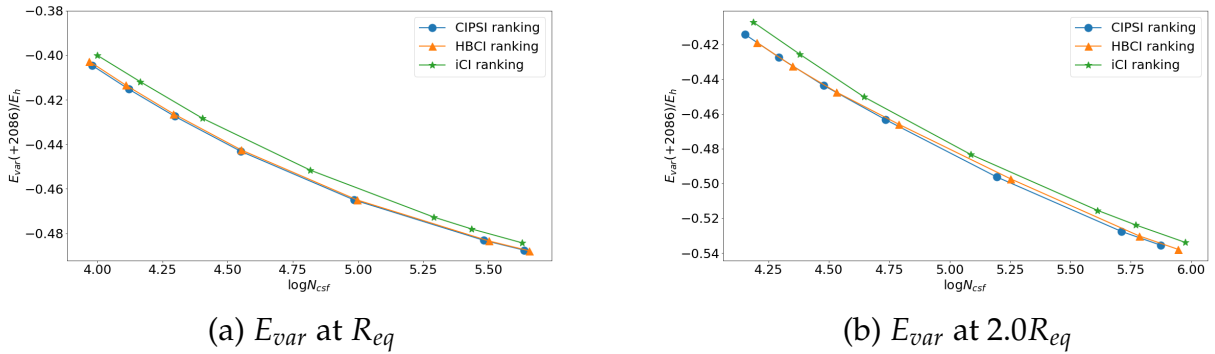 CIPSI ranking
HBCI ranking
iCI ranking
−0.38
−0.40
−0.42
−0.44
−0.46
−0.48
E_var(+2086)/E_h
4.00 4.25 4.50 4.75 5.00 5.25 5.50
logN_csf
(a) E_var at R_eq
CIPSI ranking
HBCI ranking
iCI ranking
−0.42
−0.44
−0.46
−0.48
−0.50
−0.52
−0.54
E_var(+2086)/E_h
4.25 4.50 4.75 5.00 5.25 5.50 5.75 6.00
logN_csf
(b) E_var at 2.0R_eq